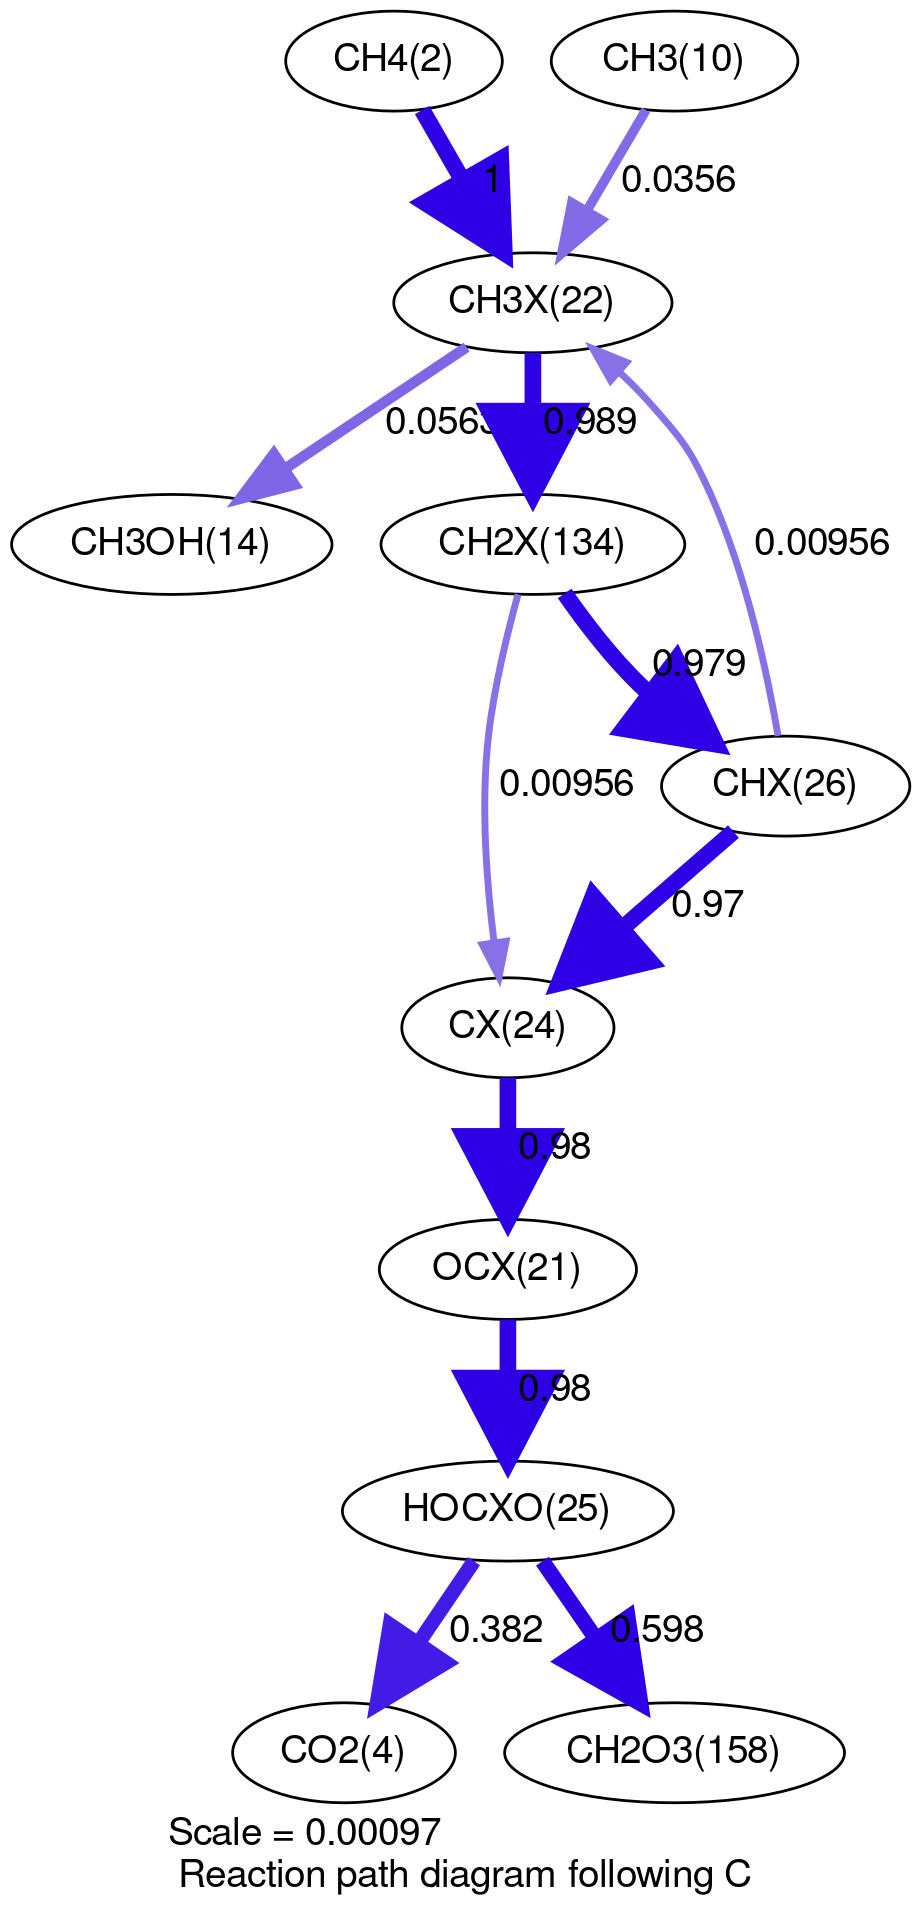 CH4(2)
CH3(10)
1
0.0356
CH3X(22)
0.0563
0.989
CH3OH(14)
CH2X(134)
0.00956
0.979
0.00956
CHX(26)
0.97
CX(24)
0.98
OCX(21)
0.98
HOCXO(25)
0.382
0.598
CO2(4)
CH2O3(158)
Scale = 0.00097
Reaction path diagram following C